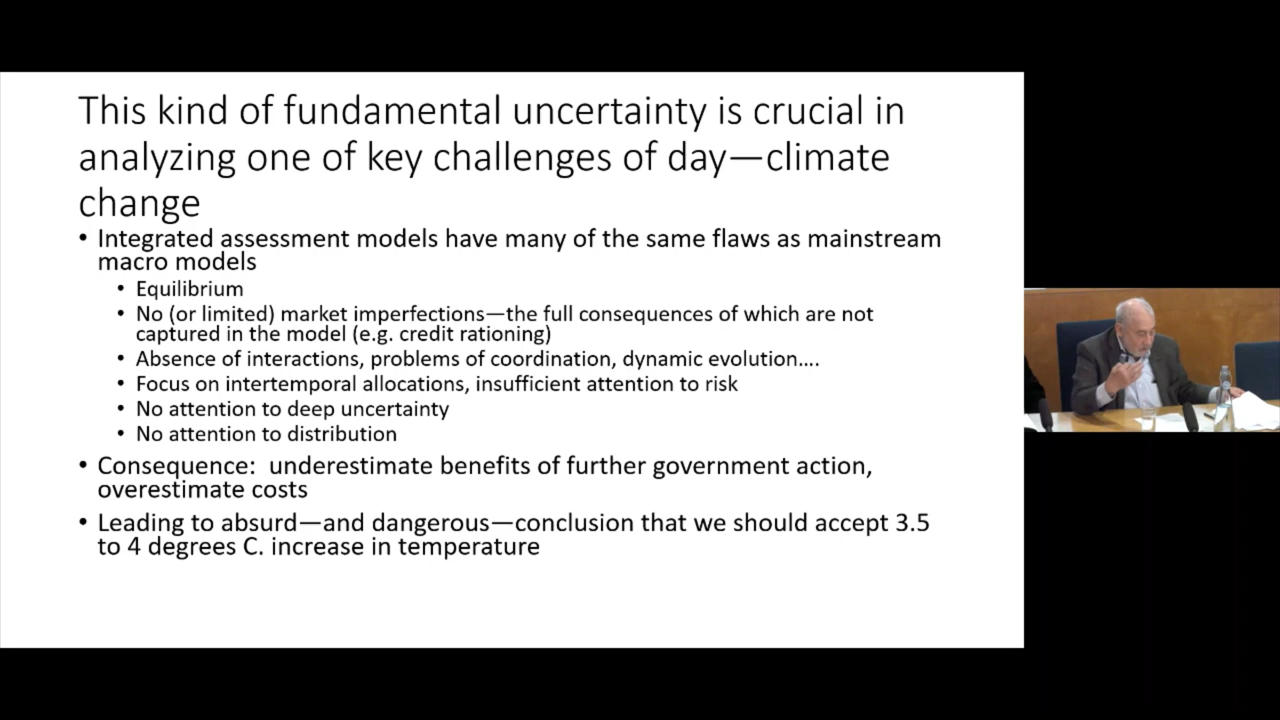 This kind of fundamental uncertainty is crucial in
analyzing one of key challenges of day—climate
change
• Integrated assessment models have many of the same flaws as mainstream
macro models
• Equilibrium
• No (or limited) market imperfections—the full consequences of which are not
captured in the model (e.g. credit rationing)
• Absence of interactions, problems of coordination, dynamic evolution....
• Focus on intertemporal allocations, insufficient attention to risk
• No attention to deep uncertainty
• No attention to distribution
• Consequence:  underestimate benefits of further government action,
overestimate costs
• Leading to absurd—and dangerous—conclusion that we should accept 3.5
to 4 degrees C. increase in temperature